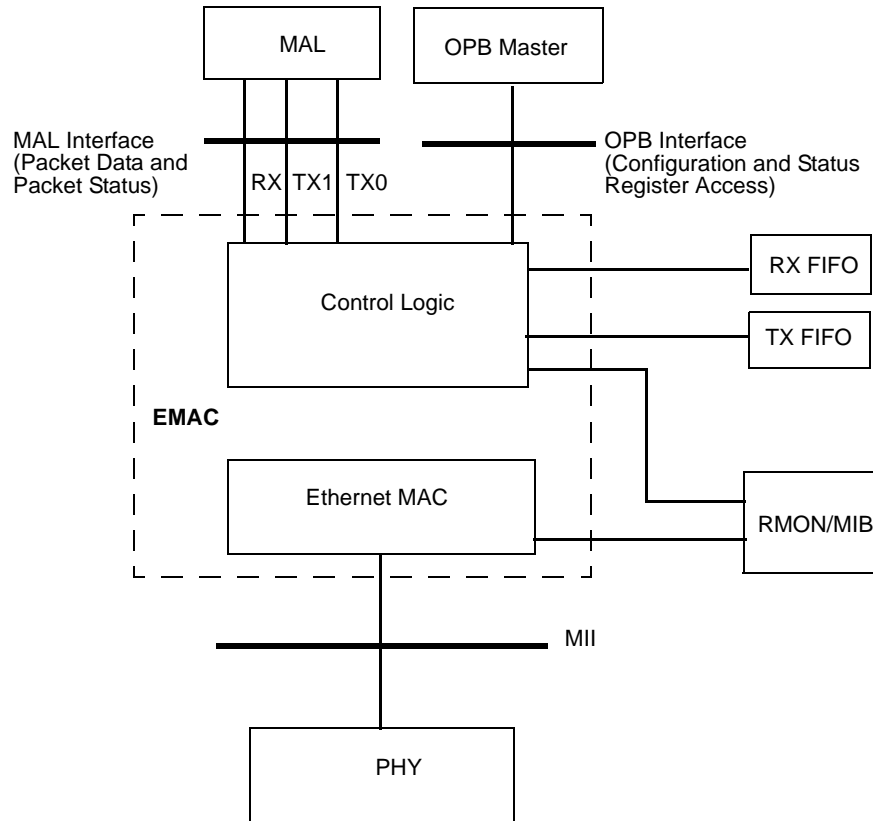 MAL
OPB Master
MAL Interface
(Packet Data and
Packet Status)
OPB Interface
(Configuration and Status
Register Access)
RX TX1 TX0
RX FIFO
Control Logic
TX FIFO
EMAC
Ethernet MAC
RMON/MIB
MII
PHY